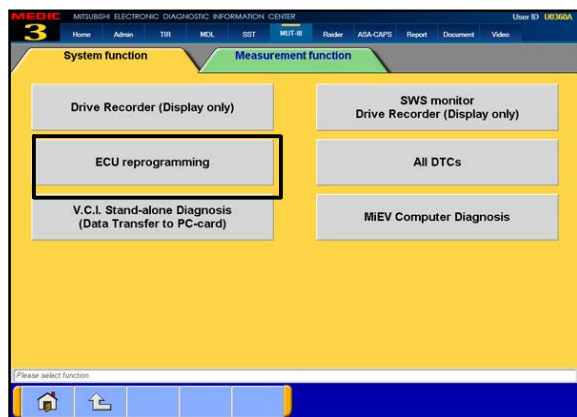 MEDIC MITSUBISHI ELECTRONIC DIAGNOSTIC INFORMATION CENTER User ID U0360A
3 Home Admin TIR MDL SST MUT-III Raider ASA-CAPS Report Document Video
System function Measurement function
Drive Recorder (Display only)
SWS monitor
Drive Recorder (Display only)
ECU reprogramming
All DTCs
V.C.I. Stand-alone Diagnosis
(Data Transfer to PC-card)
MiEV Computer Diagnosis
Please select function